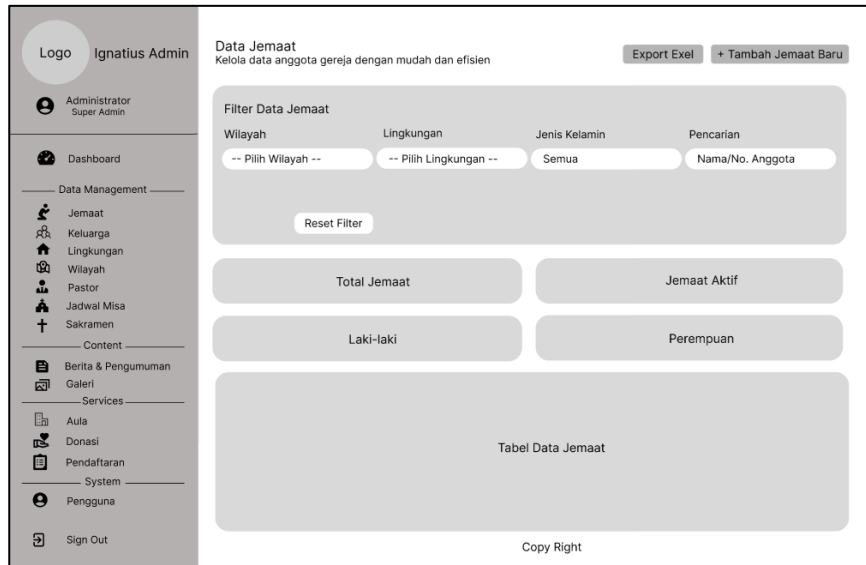 Logo
Ignatius Admin
Administrator
Super Admin
Dashboard
Data Management
Jemaat
Keluarga
Lingkungan
Wilayah
Pastor
Jadwal Misa
Sakramen
Content
Berita & Pengumuman
Galeri
Services
Aula
Donasi
Pendaftaran
System
Pengguna
Sign Out
Data Jemaat
Kelola data anggota gereja dengan mudah dan efisien
Export Exel
+ Tambah Jemaat Baru
Filter Data Jemaat
Wilayah Lingkungan Jenis Kelamin Pencarian
-- Pilih Wilayah -- -- Pilih Lingkungan -- Semua Nama/No. Anggota
Reset Filter
Total Jemaat Jemaat Aktif
Laki-laki Perempuan
Tabel Data Jemaat
Copy Right